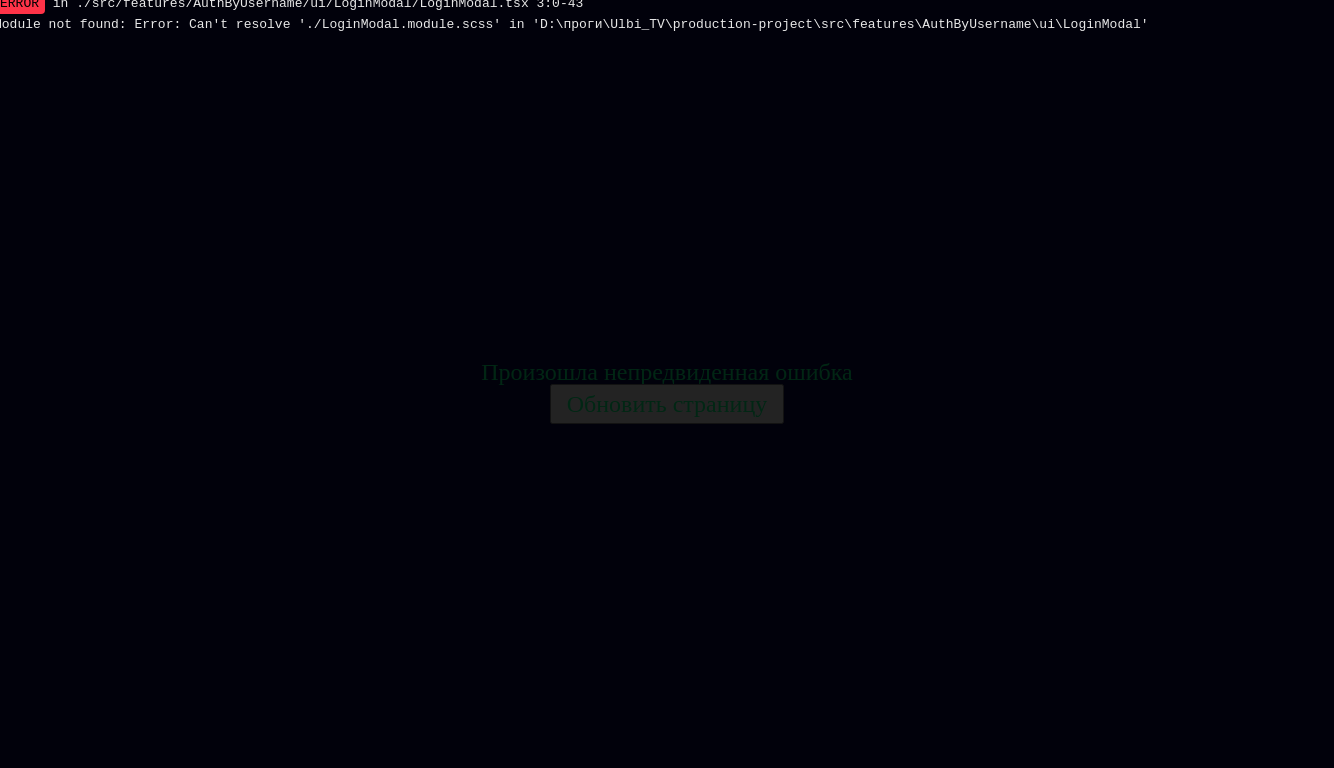 ERROR in ./src/features/AuthByUsername/ui/LoginModal/LoginModal.tsx 3:0-43
Module not found: Error: Can't resolve './LoginModal.module.scss' in 'D:\проги\Ulbi_TV\production-project\src\features\AuthByUsername\ui\LoginModal'
Произошла непредвиденная ошибка
Обновить страницу